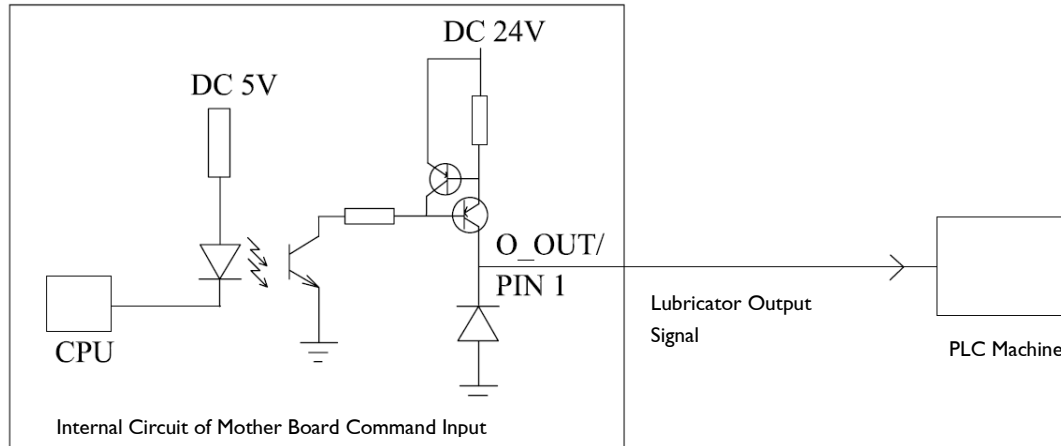 DC 24V
DC 5V
O_OUT/
PIN 1
CPU
Lubricator Output
Signal
PLC Machine
Internal Circuit of Mother Board Command Input